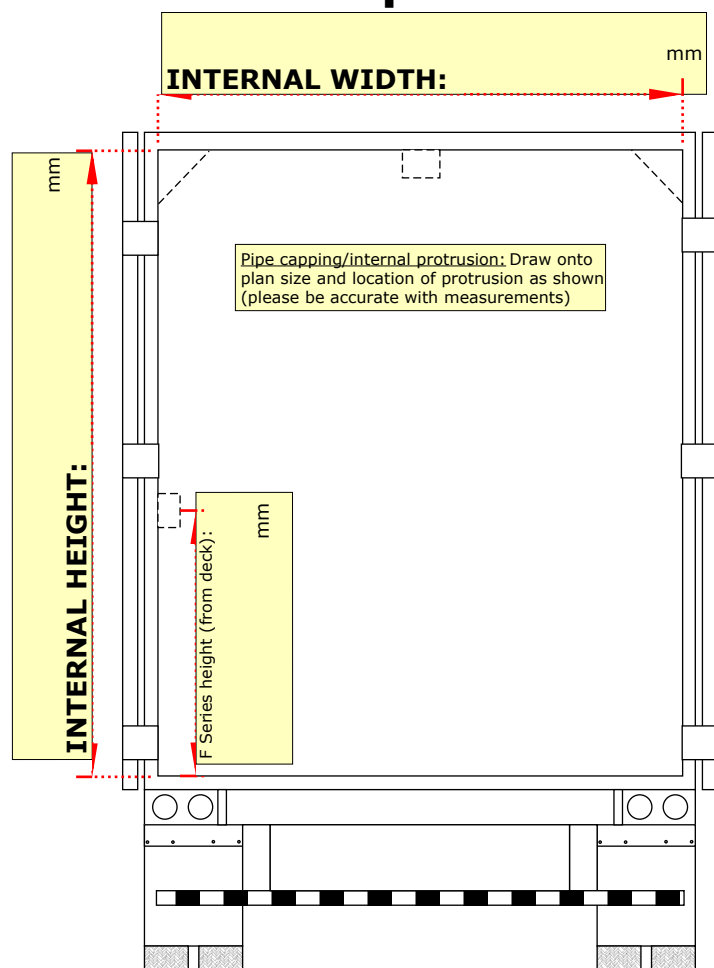 mm
INTERNAL WIDTH:
mm
INTERNAL HEIGHT:
Pipe capping/internal protrusion: Draw onto
plan size and location of protrusion as shown
(please be accurate with measurements)
mm
F Series height (from deck):